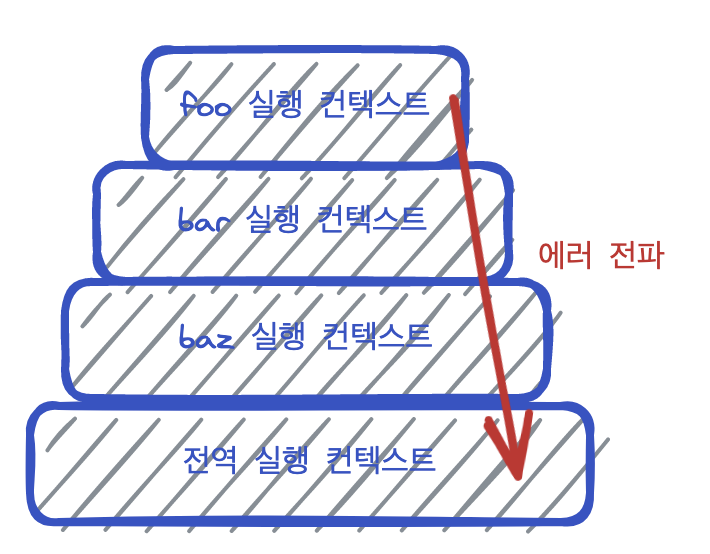 foo 실행 컨텍스트
bar 실행 컨텍스트
에러 전파
baz 실행 컨텍스트
전역 실행 컨텍스트